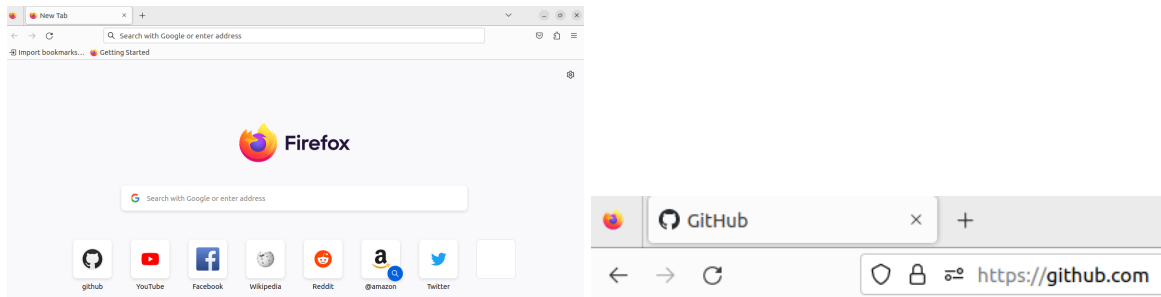 New Tab
Search with Google or enter address
Import bookmarks... Getting Started
Firefox
Search with Google or enter address
github YouTube Facebook Wikipedia Reddit @amazon Twitter
GitHub
https://github.com